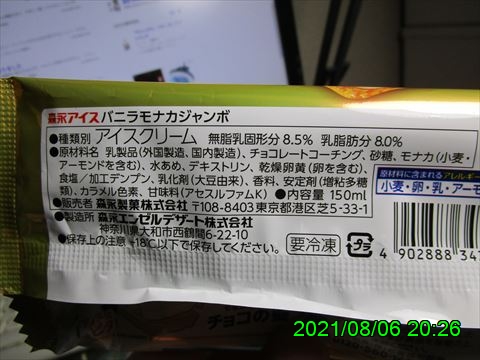 森永アイス バニラモナカジャンボ
●種類別 アイスクリーム 無脂乳固形分 8.5% 乳脂肪分 8.0%
●原材料名 乳製品(外国製造、国内製造)、チョコレートコーチング、砂糖、モナカ(小麦・
アーモンドを含む)、水あめ、デキストリン、乾燥卵黄(卵を含む)、
食塩/加工デンプン、乳化剤(大豆由来)、香料、安定剤(増粘多糖
類)、カラメル色素、甘味料(アセスルファムK) ●内容量 150ml
●販売者 森永製菓株式会社 〒108-8403 東京都港区芝5-33-1
●製造所 森永エンゼルデザート株式会社
神奈川県大和市西鶴間6-22-10
●保存上の注意 -18℃以下で保存してください。
要冷凍
プラ
原材料に含まれるアレルギー
小麦・卵・乳・アーモ
4 902888
チョコの
2021/08/06 20:26